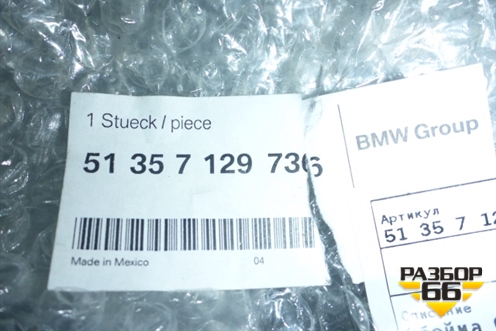 1 Stueck / piece
51 35 7 129 736
Made in Mexico
04
BMW Group
Артикул
51 35 7 12
Описание
РАЗБОР
66